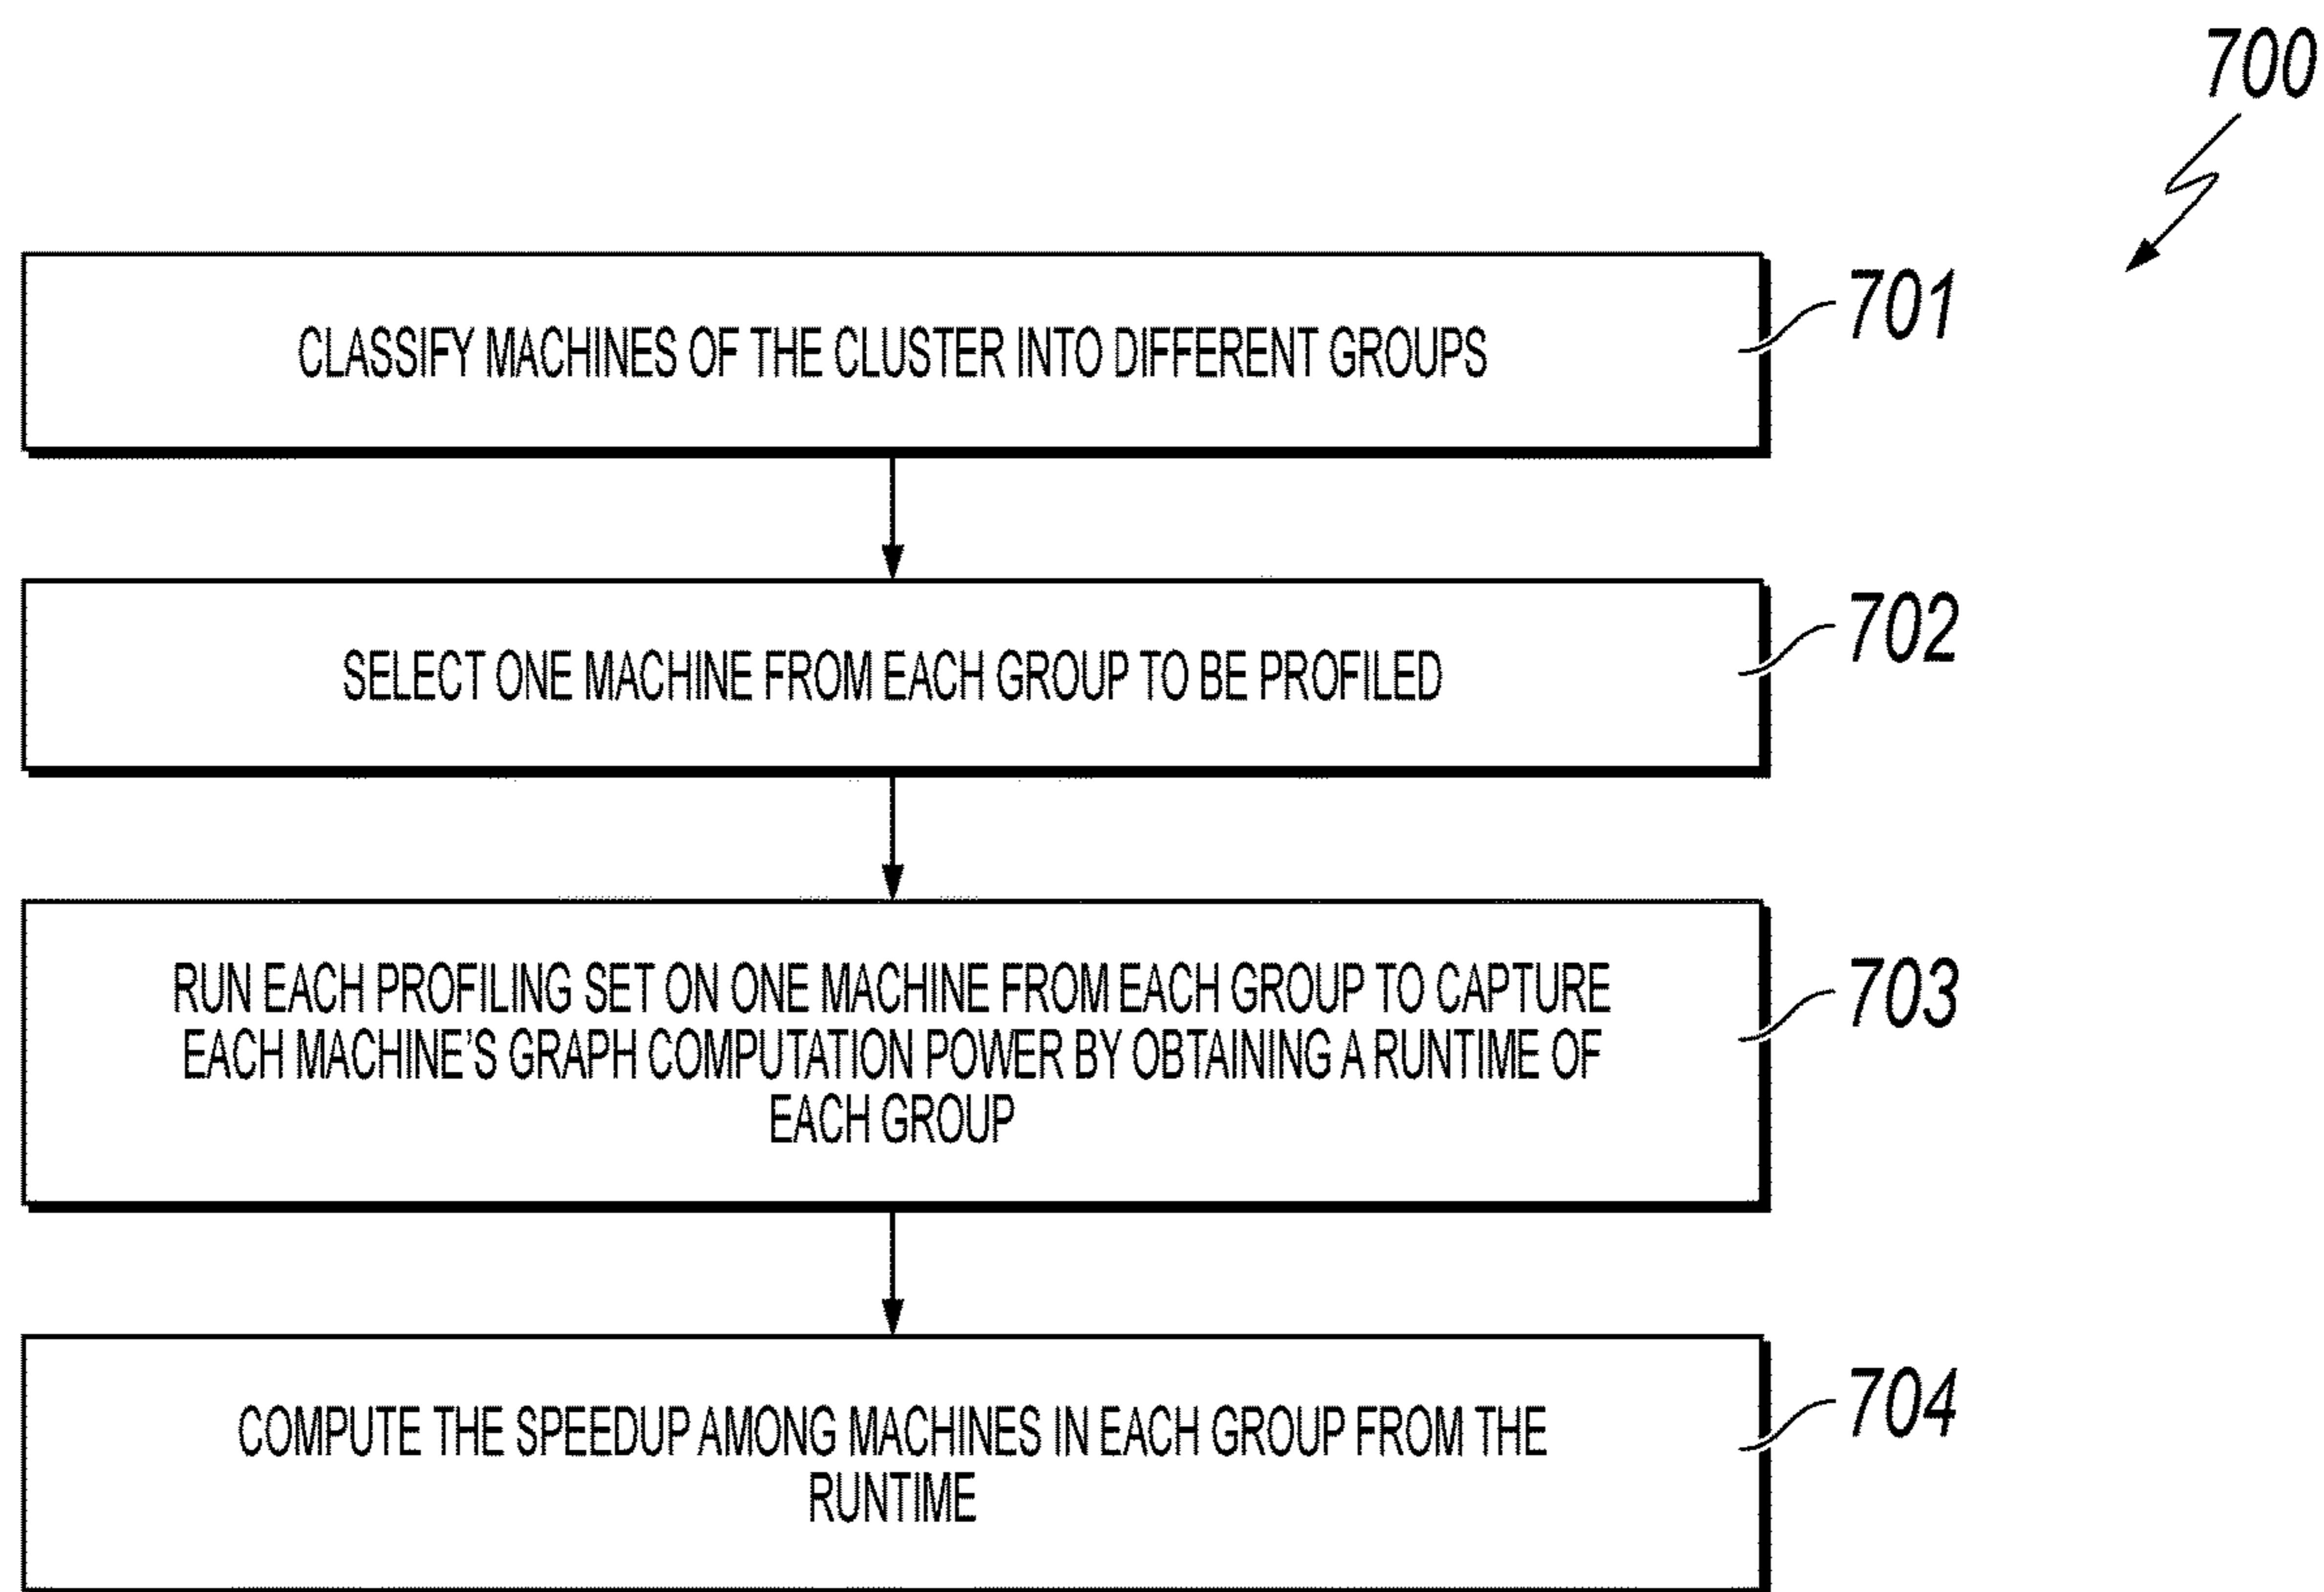 700
CLASSIFY MACHINES OF THE CLUSTER INTO DIFFERENT GROUPS
701
SELECT ONE MACHINE FROM EACH GROUP TO BE PROFILED
702
RUN EACH PROFILING SET ON ONE MACHINE FROM EACH GROUP TO CAPTURE
EACH MACHINE'S GRAPH COMPUTATION POWER BY OBTAINING A RUNTIME OF
EACH GROUP
703
COMPUTE THE SPEEDUP AMONG MACHINES IN EACH GROUP FROM THE
RUNTIME
704